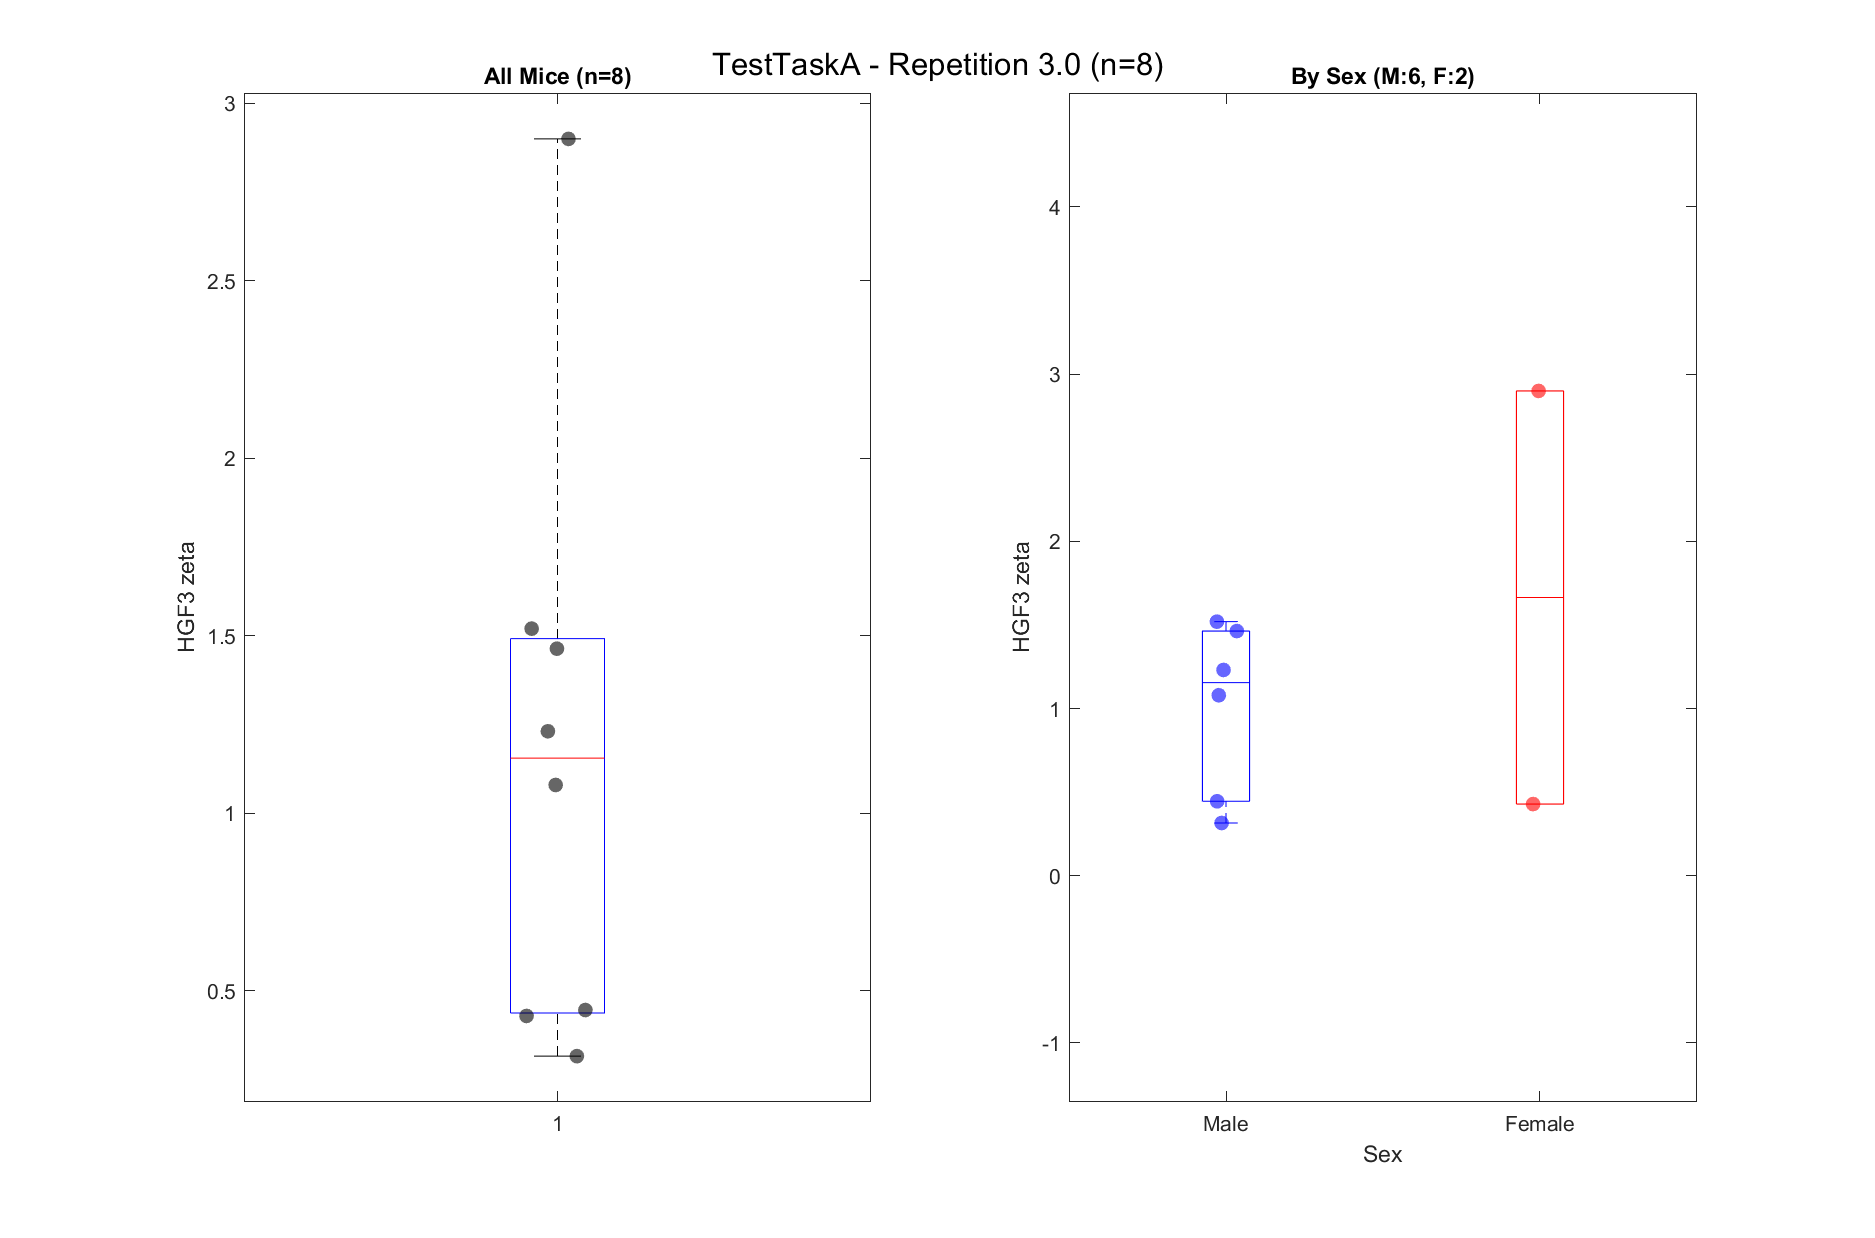 TestTaskA - Repetition 3.0 (n=8)
All Mice (n=8)
3
2.5
2
1.5
1
0.5
HGF3 zeta
1
By Sex (M:6, F:2)
4
3
2
1
0
-1
HGF3 zeta
Male
Female
Sex